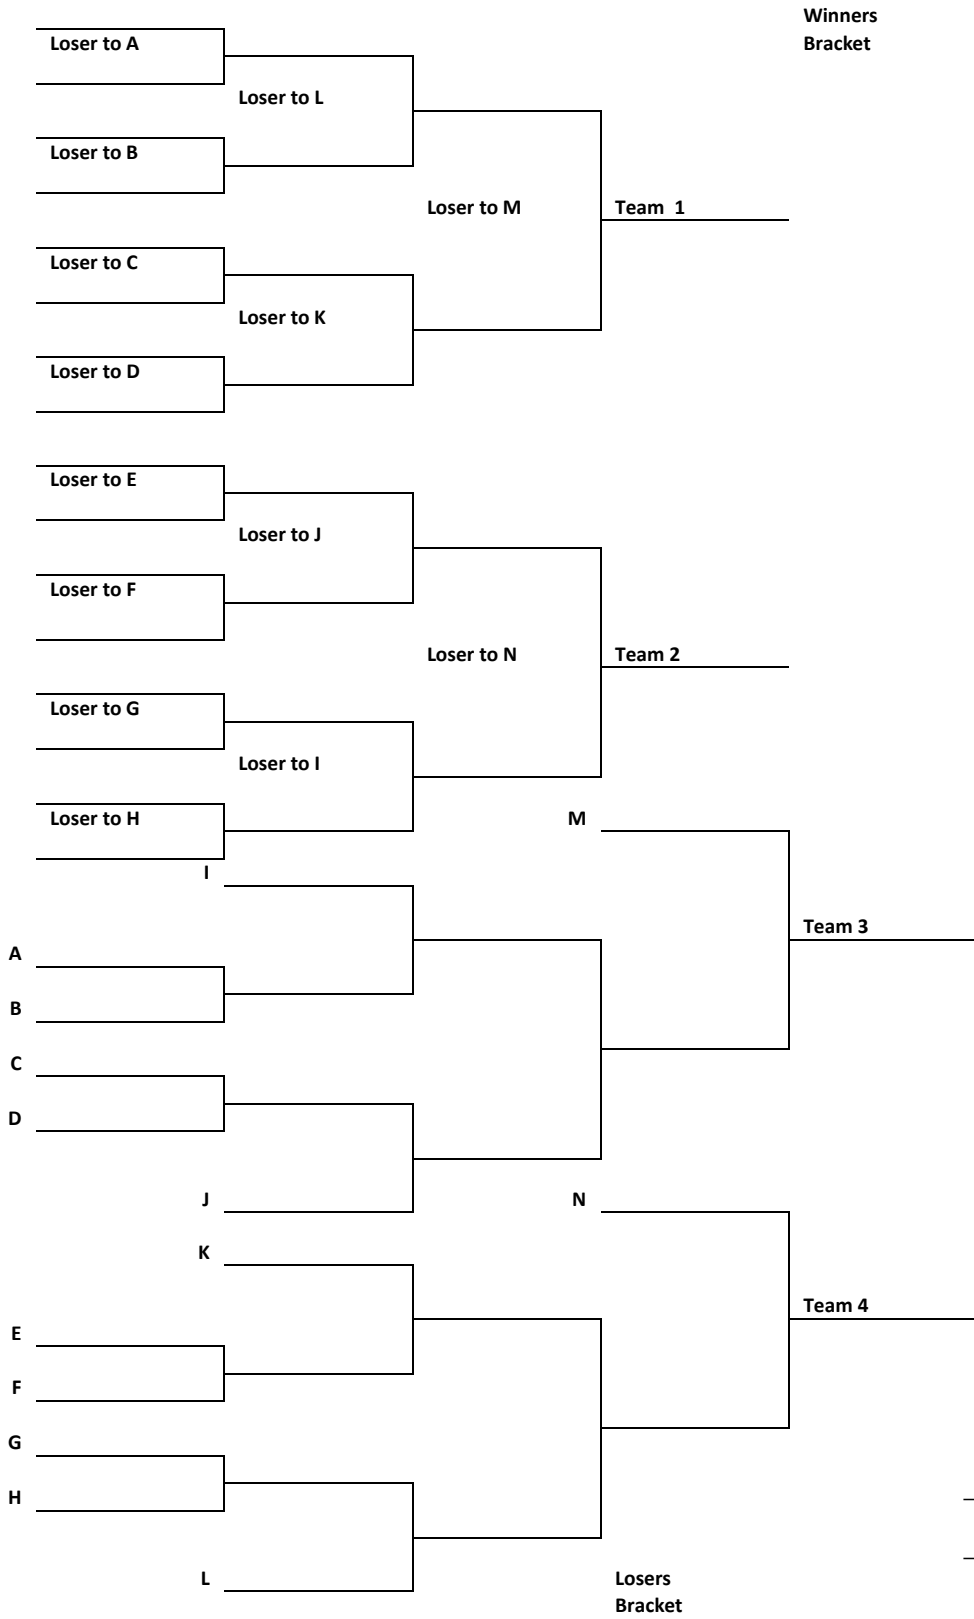 Winners
Bracket
Loser to A
Loser to L
Loser to B
Loser to M
Team  1
Loser to C
Loser to K
Loser to D
Loser to E
Loser to J
Loser to F
Loser to N
Team 2
Loser to G
Loser to I
Loser to H
M
I
Team 3
A
B
C
D
J
N
K
Team 4
E
F
G
H
L
Losers
Bracket